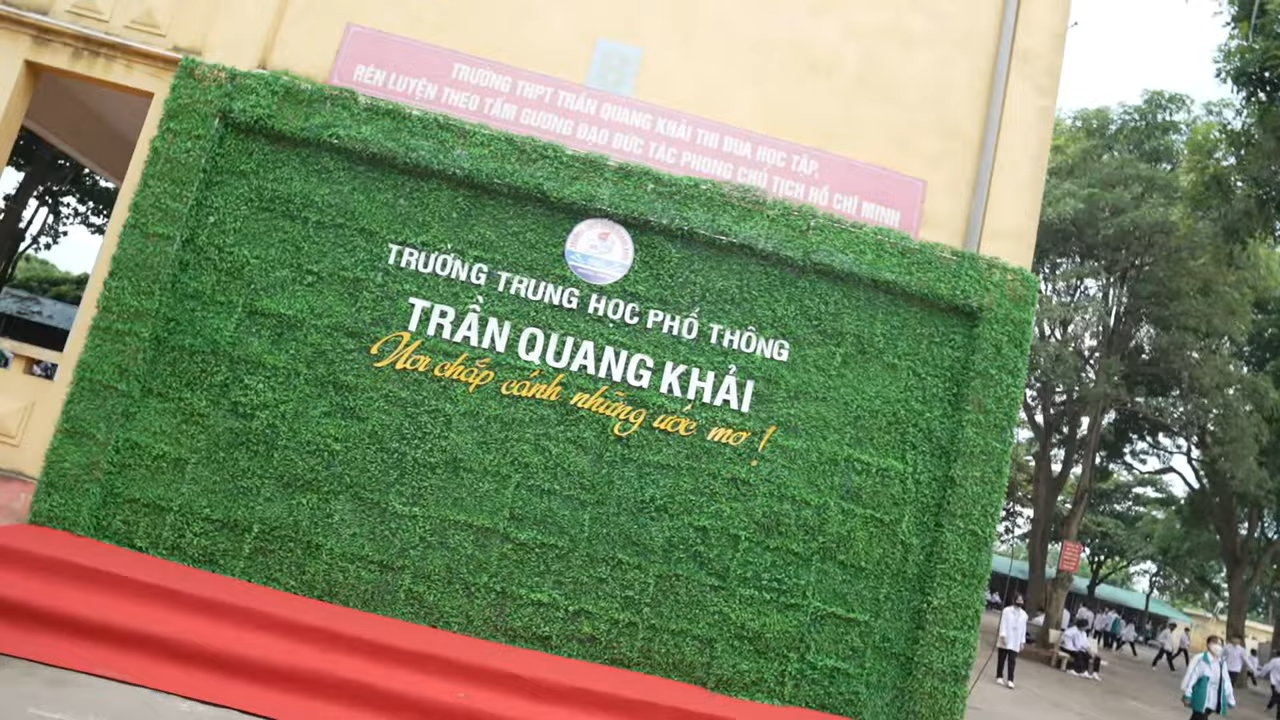 TRƯỜNG THPT TRẦN QUANG KHẢI THI ĐUA HỌC TẬP,
RÈN LUYỆN THEO TẤM GƯƠNG ĐẠO ĐỨC TÁC PHONG CHỦ TỊCH HỒ CHÍ MINH
TRƯỜNG TRUNG HỌC PHỔ THÔNG
TRẦN QUANG KHẢI
Nơi chắp cánh những ước mơ !